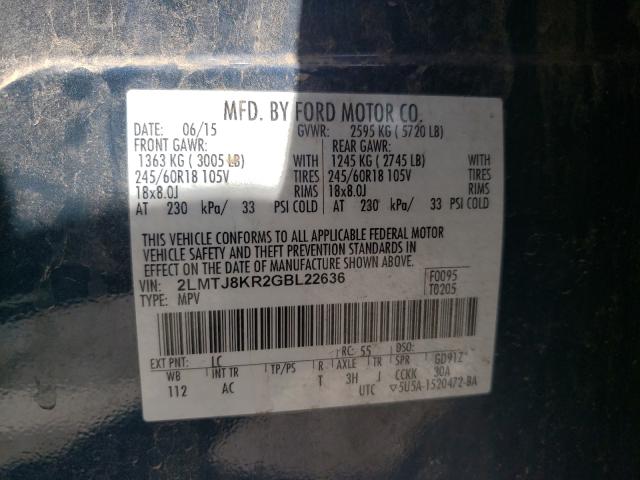 MFD. BY FORD MOTOR CO.
DATE: 06/15 GVWR: 2595 KG ( 5720 LB)
FRONT GAWR: REAR GAWR:
1363 KG ( 3005 LB) WITH 1245 KG ( 2745 LB) WITH
245/60R18 105V TIRES 245/60R18 105V TIRES
18x8.0J RIMS 18x8.0J RIMS
AT 230 kPa/ 33 PSI COLD AT 230 kPa/ 33 PSI COLD
THIS VEHICLE CONFORMS TO ALL APPLICABLE FEDERAL MOTOR
VEHICLE SAFETY AND THEFT PREVENTION STANDARDS IN
EFFECT ON THE DATE OF MANUFACTURE SHOWN ABOVE.
VIN: 2LMTJ8KR2GBL22636 F0095
TYPE: MPV T0205
EXT PNT: LC RC: 55 DSO:
WB INT TR TP/PS R AXLE TR SPR GD91Z
112 AC T 3H J CCKK 30A
UTC ▽5U5A-1520472-BA